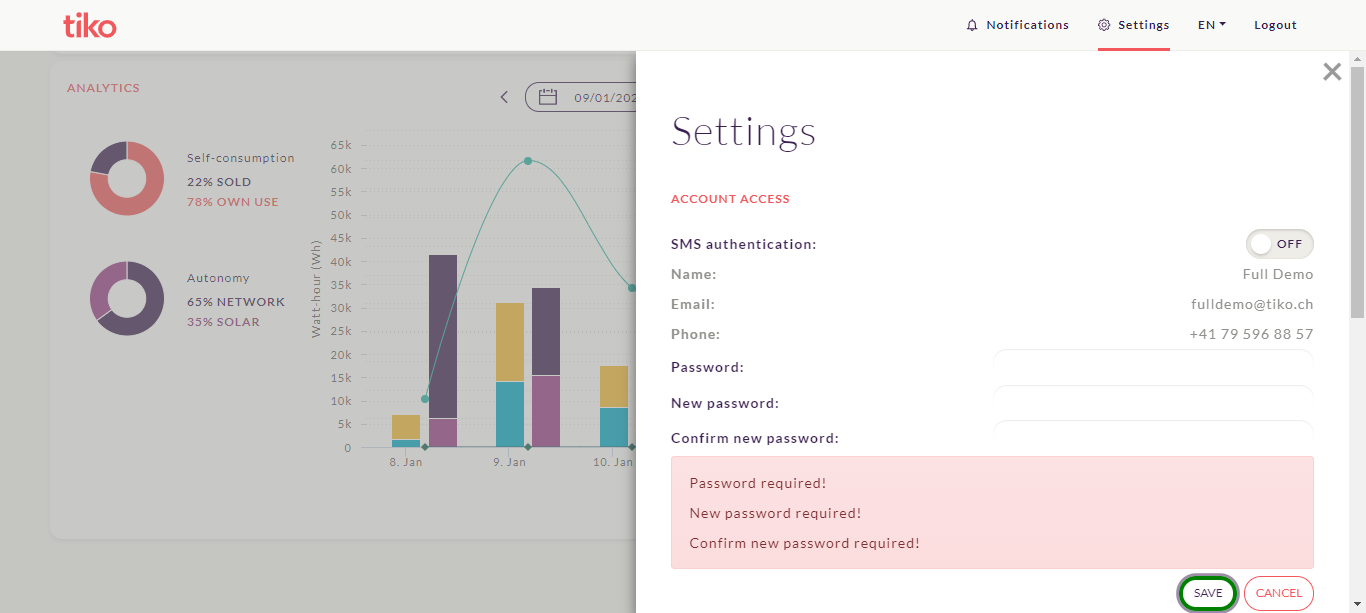 tiko
Notifications
Settings
EN
Logout
ANALYTICS
09/01/202
Self-consumption
22% SOLD
78% OWN USE
Autonomy
65% NETWORK
35% SOLAR
Watt-hour (Wh)
65k
60k
55k
50k
45k
40k
35k
30k
25k
20k
15k
10k
5k
0
8. Jan
9. Jan
10. Jan
Settings
ACCOUNT ACCESS
SMS authentication: OFF
Name: Full Demo
Email: fulldemo@tiko.ch
Phone: +41 79 596 88 57
Password:
New password:
Confirm new password:
Password required!
New password required!
Confirm new password required!
SAVE
CANCEL